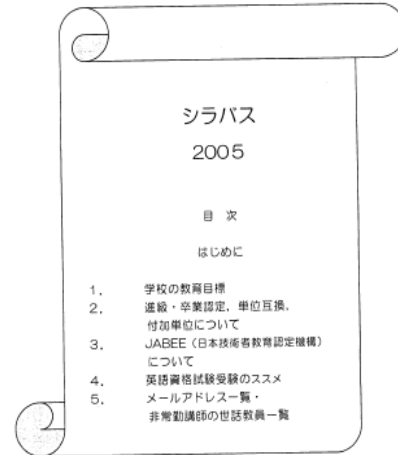 シラバス
2005
目 次
はじめに
1. 学校の教育目標
2. 進級・卒業認定, 単位互換,
付加単位について
3. JABEE(日本技術者教育認定機構)
について
4. 英語資格試験受験のススメ
5. メールアドレス一覧・
非常勤講師の世話教員一覧